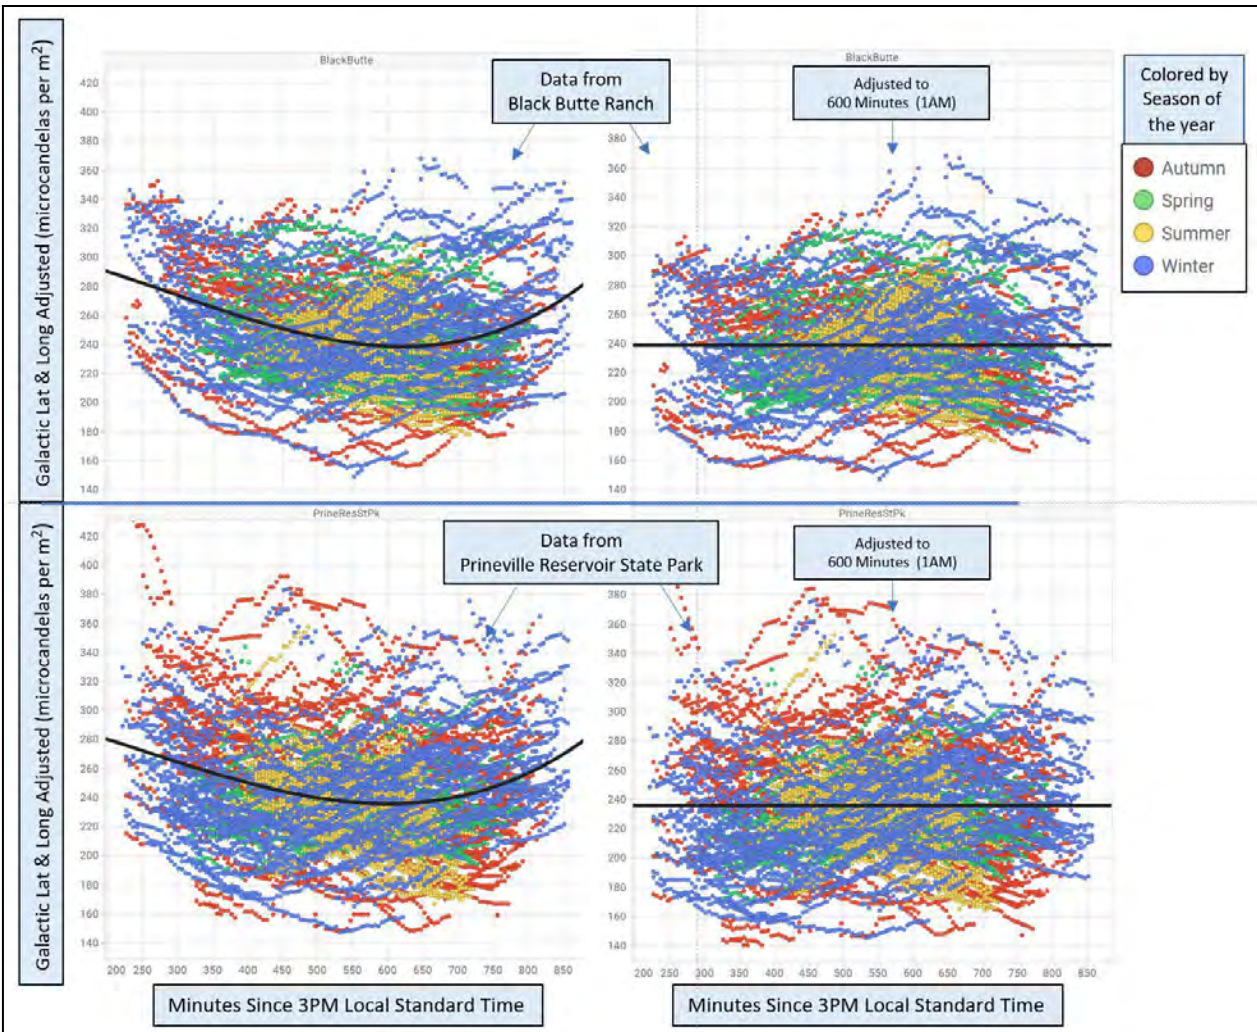 Galactic Lat & Long Adjusted (microcandelas per m²)
BlackButte
Data from
Black Butte Ranch
BlackButte
Adjusted to
600 Minutes (1AM)
Colored by
Season of
the year
Autumn
Spring
Summer
Winter
420
400
380
360
340
320
300
280
260
240
220
200
180
160
140
380
360
340
320
300
280
260
240
220
200
180
160
140
Galactic Lat & Long Adjusted (microcandelas per m²)
PrineResStPk
Data from
Prineville Reservoir State Park
PrineResStPk
Adjusted to
600 Minutes (1AM)
420
400
380
360
340
320
300
280
260
240
220
200
180
160
140
380
360
340
320
300
280
260
240
220
200
180
160
140
200 250 300 350 400 450 500 550 600 650 700 750 800 850
200 250 300 350 400 450 500 550 600 650 700 750 800 850
Minutes Since 3PM Local Standard Time
Minutes Since 3PM Local Standard Time